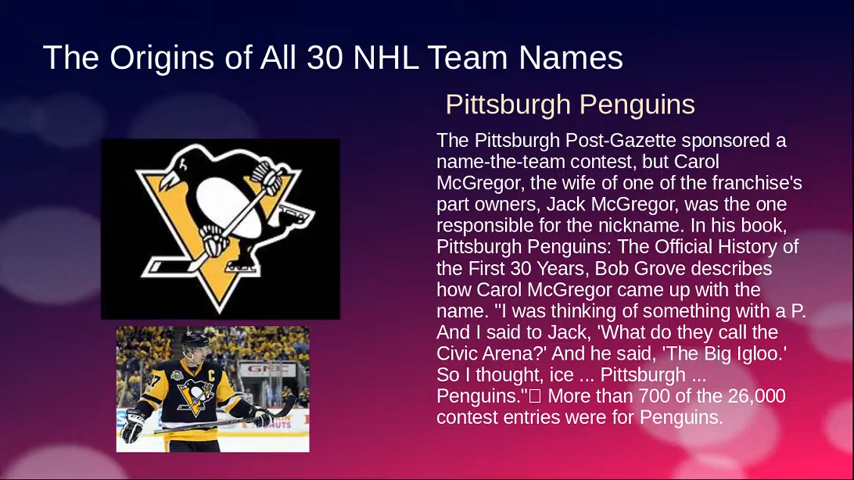 The Origins of All 30 NHL Team Names
Pittsburgh Penguins
The Pittsburgh Post-Gazette sponsored a
name-the-team contest, but Carol
McGregor, the wife of one of the franchise's
part owners, Jack McGregor, was the one
responsible for the nickname. In his book,
Pittsburgh Penguins: The Official History of
the First 30 Years, Bob Grove describes
how Carol McGregor came up with the
name. "I was thinking of something with a P.
And I said to Jack, 'What do they call the
Civic Arena?' And he said, 'The Big Igloo.'
So I thought, ice ... Pittsburgh ...
Penguins."□ More than 700 of the 26,000
contest entries were for Penguins.
GNC
C
7